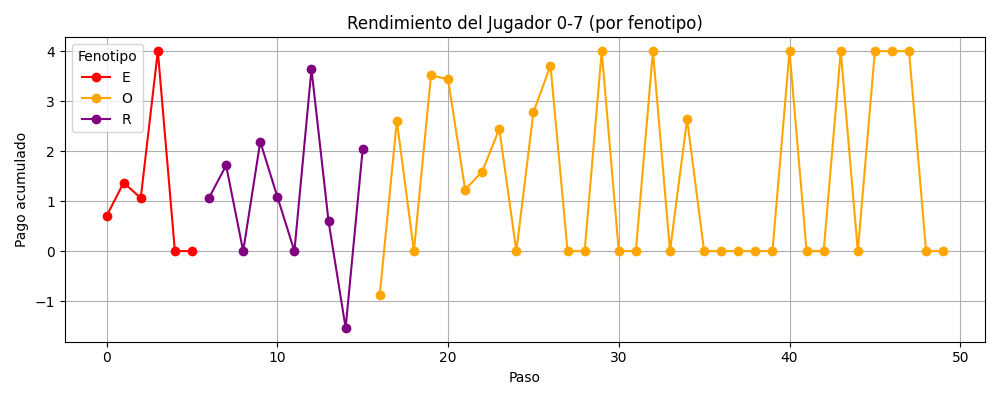 Rendimiento del Jugador 0-7 (por fenotipo)
Fenotipo
E
O
R
Pago acumulado
4
3
2
1
0
−1
0 10 20 30 40 50
Paso